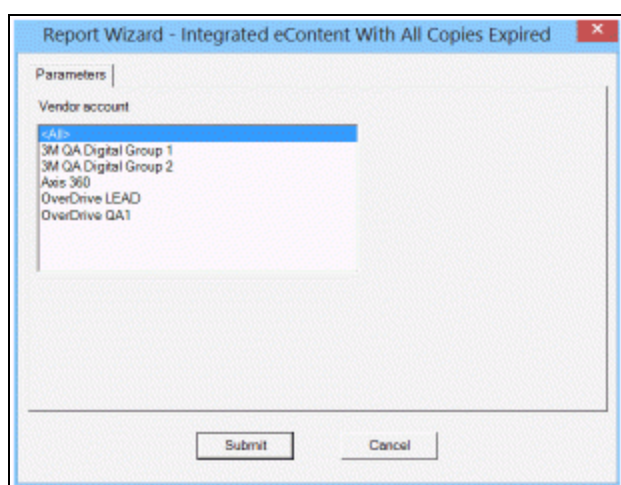 Report Wizard - Integrated eContent With All Copies Expired
Parameters
Vendor account
<All>
3M QA Digital Group 1
3M QA Digital Group 2
Axis 360
OverDrive LEAD
OverDrive QA1
Submit Cancel